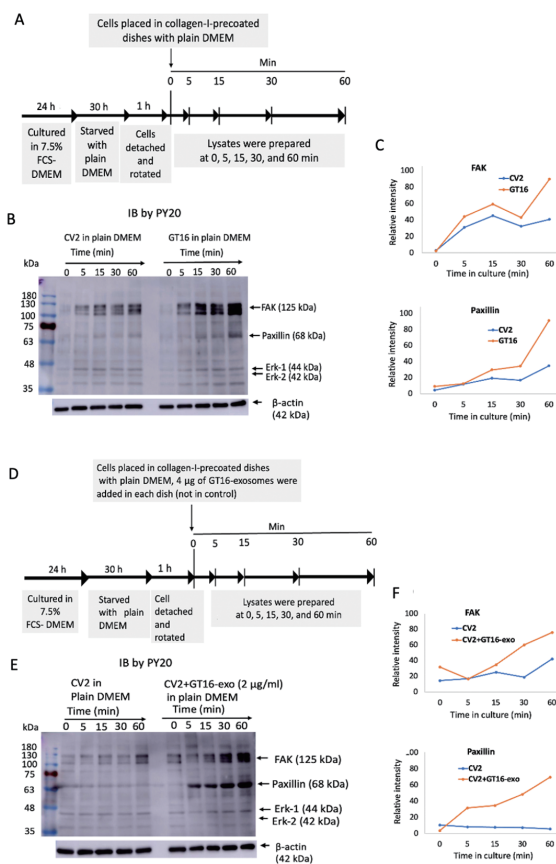 A
Cells placed in collagen-I-precoated
dishes with plain DMEM
Min
0 5 15 30 60
24 h 30 h 1 h
Cultured
in 7.5%
FCS-
DMEM
Starved
with
plain
DMEM
Cells
detached
and
rotated
Lysates were prepared
at 0, 5, 15, 30, and 60 min
B
IB by PY20
CV2 in plain DMEM GT16 in plain DMEM
Time (min) Time (min)
kDa 0 5 15 30 60 0 5 15 30 60
180
130
100
75
63
48
35
FAK (125 kDa)
Paxillin (68 kDa)
Erk-1 (44 kDa)
Erk-2 (42 kDa)
β-actin
(42 kDa)
C
FAK
CV2
GT16
Relative intensity
100
80
60
40
20
0
0 5 15 30 60
Time in culture (min)
Paxillin
CV2
GT16
Relative intensity
100
80
60
40
20
0
0 5 15 30 60
Time in culture (min)
D
Cells placed in collagen-I-precoated dishes
with plain DMEM, 4 µg of GT16-exosomes were
added in each dish (not in control)
Min
0 5 15 30 60
24 h 30 h 1 h
Cultured in
7.5%
FCS- DMEM
Starved
with plain
DMEM
Cell
detached
and
rotated
Lysates were prepared
at 0, 5, 15, 30, and 60 min
E
IB by PY20
CV2 in
Plain DMEM
Time (min)
CV2+GT16-exo (2 µg/ml)
in plain DMEM
Time (min)
kDa 0 5 15 30 60 0 5 15 30 60
180
130
100
75
63
48
35
FAK (125 kDa)
Paxillin (68 kDa)
Erk-1 (44 kDa)
Erk-2 (42 kDa)
β-actin
(42 kDa)
F
FAK
CV2
CV2+GT16-exo
Relative intensity
100
80
60
40
20
0
0 5 15 30 60
Time in culture (min)
Paxillin
CV2
CV2+GT16-exo
Relative intensity
100
80
60
40
20
0
0 5 15 30 60
Time in culture (min)